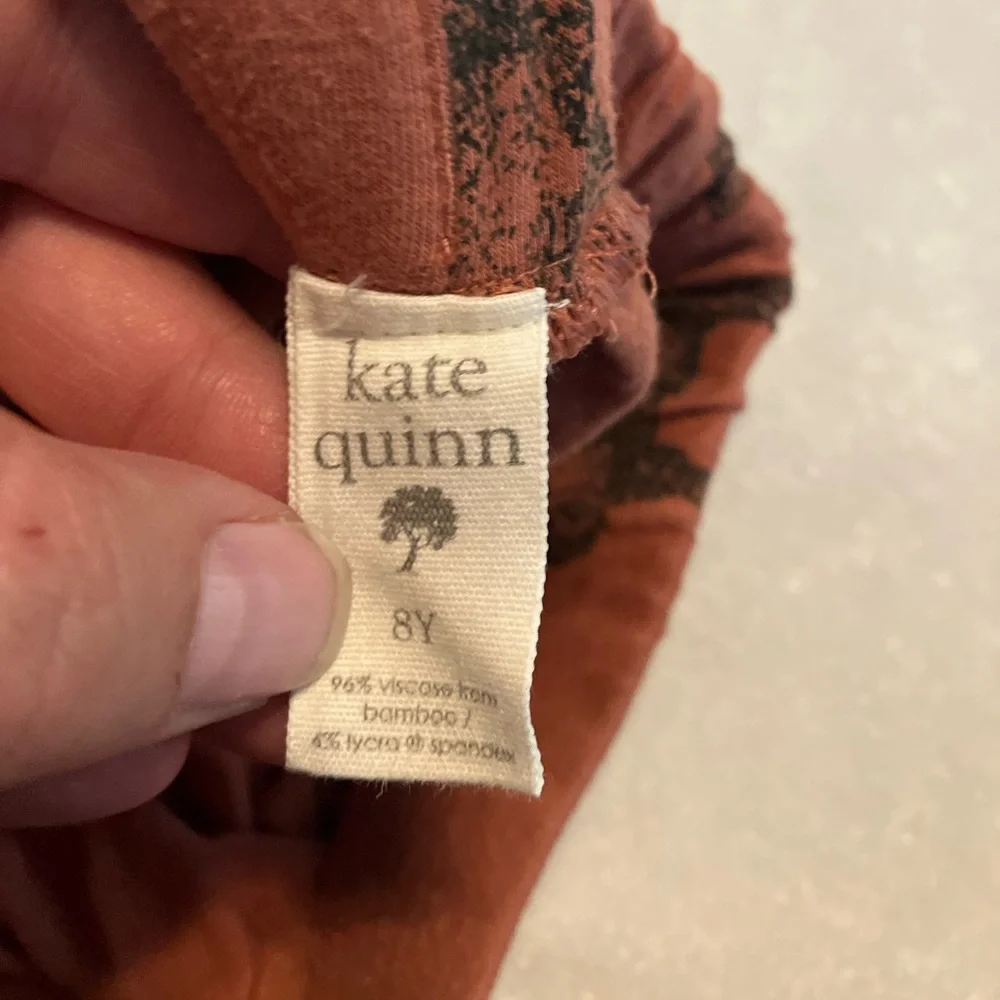 kate
quinn
8Y
96% viscose from
bamboo /
4% lycra ® spandex